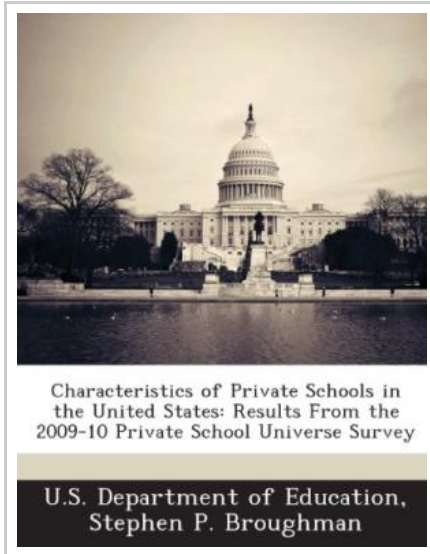 Characteristics of Private Schools in
the United States: Results From the
2009-10 Private School Universe Survey
U.S. Department of Education,
Stephen P. Broughman